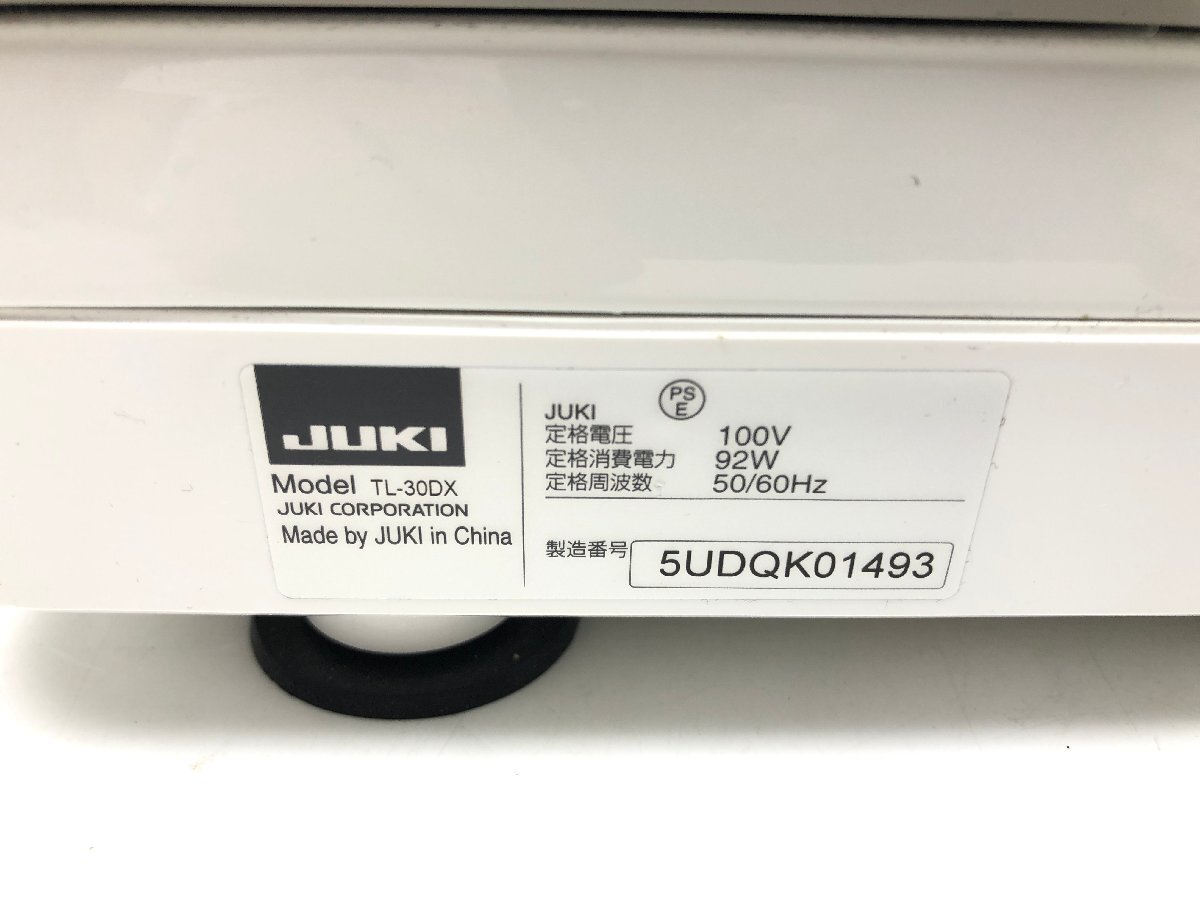 JUKI
Model TL-30DX
JUKI CORPORATION
Made by JUKI in China
JUKI
PS
E
定格電圧 100V
定格消費電力 92W
定格周波数 50/60Hz
製造番号 5UDQK01493